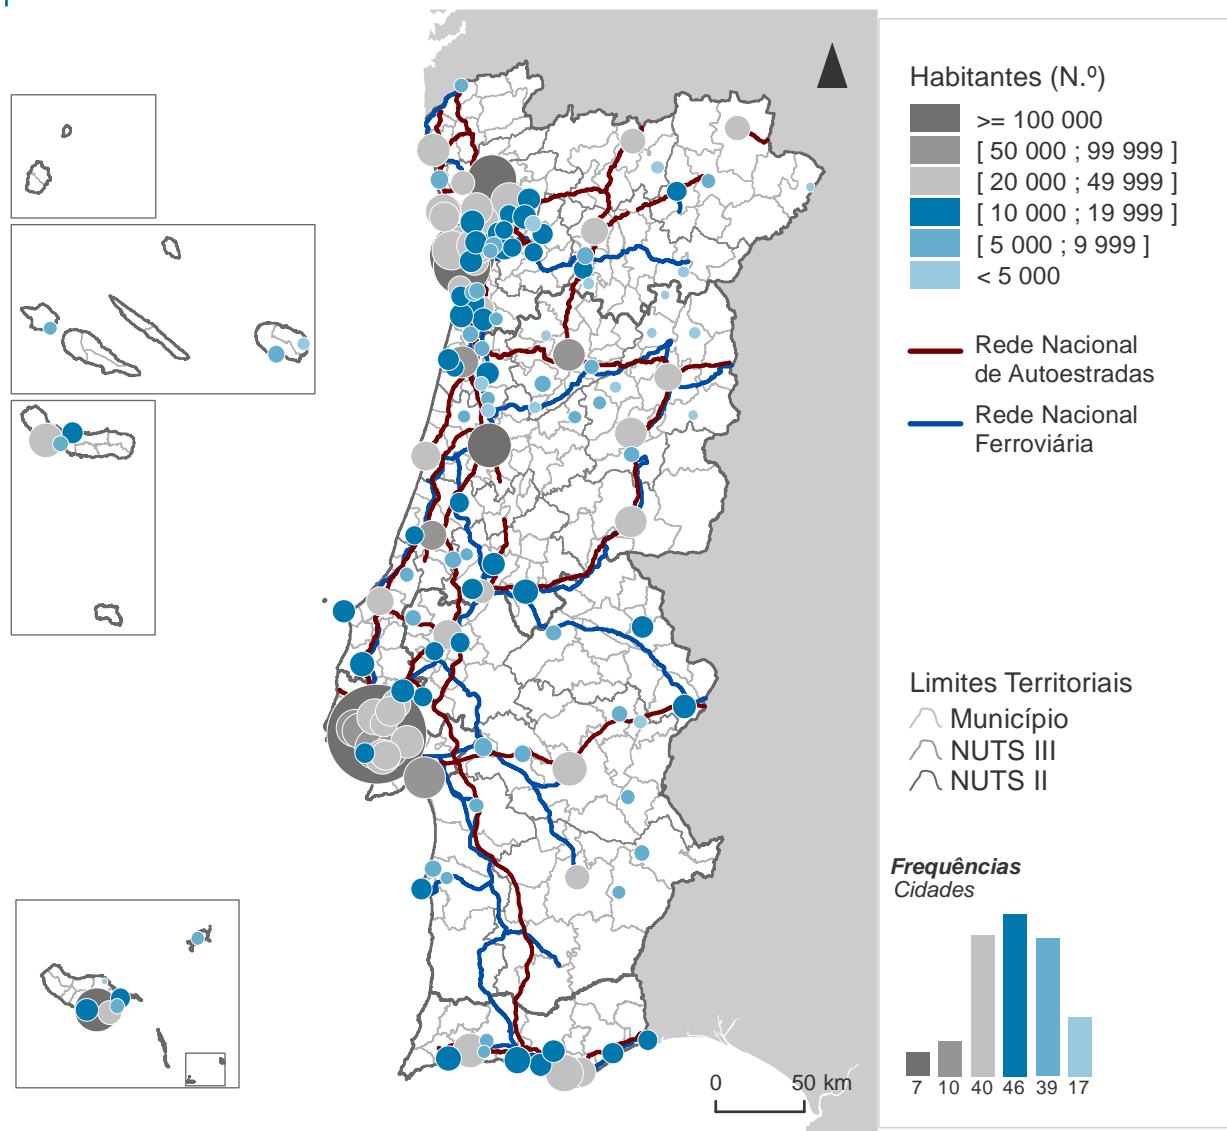 Habitantes (N.º)
>= 100 000
[ 50 000 ; 99 999 ]
[ 20 000 ; 49 999 ]
[ 10 000 ; 19 999 ]
[ 5 000 ; 9 999 ]
< 5 000
Rede Nacional
de Autoestradas
Rede Nacional
Ferroviária
Limites Territoriais
Município
NUTS III
NUTS II
Frequências
Cidades
7 10 40 46 39 17
0 50 km